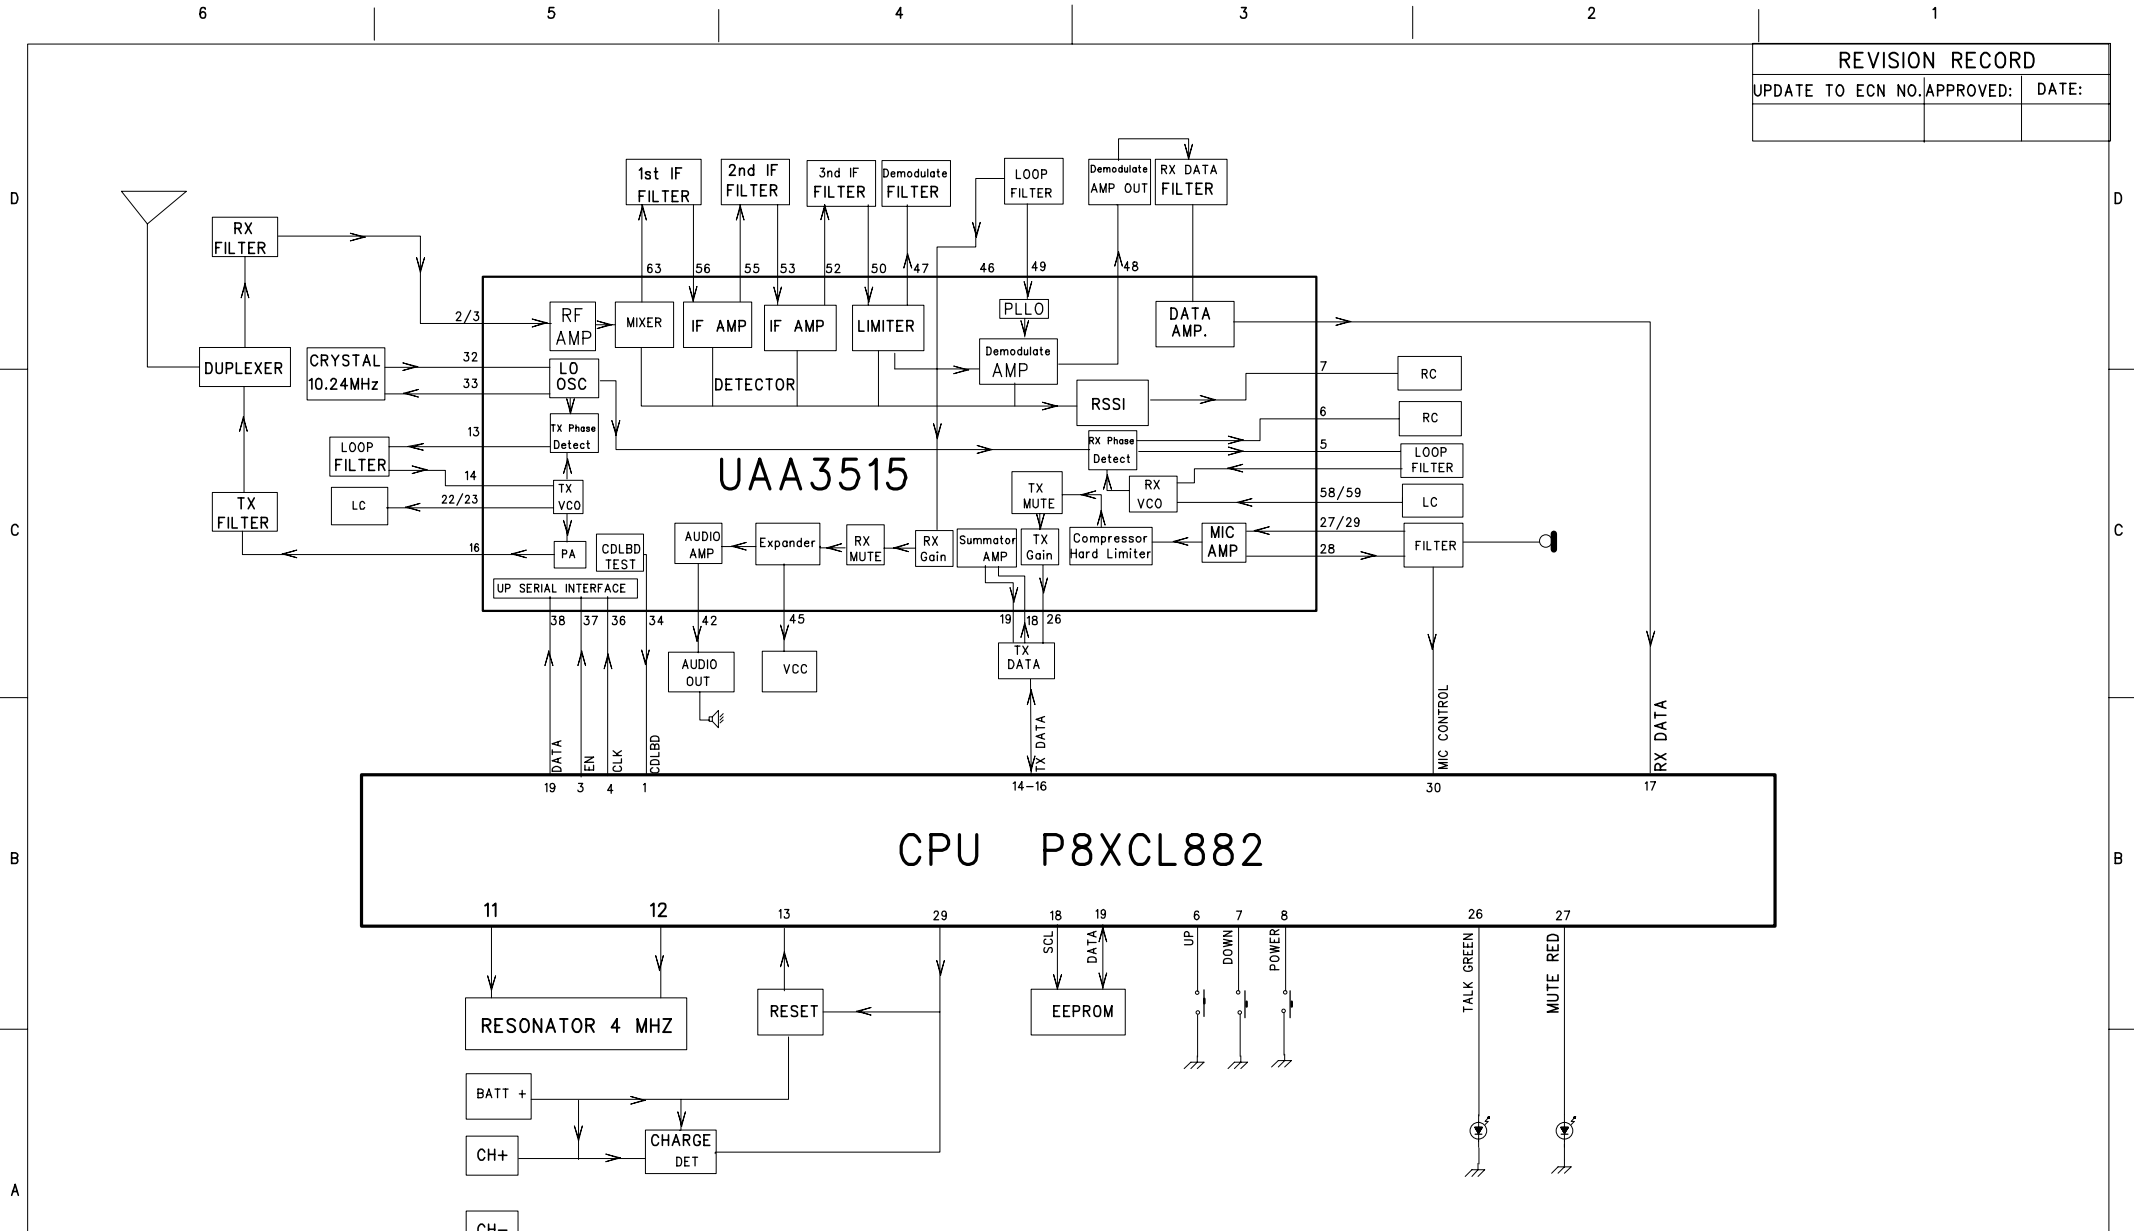 6 5 4 3 2 1
REVISION RECORD
UPDATE TO ECN NO. APPROVED: DATE:
D D
1st IF
FILTER
2nd IF
FILTER
3nd IF
FILTER
Demodulate
FILTER
LOOP
FILTER
Demodulate
AMP OUT
RX DATA
FILTER
RX
FILTER
63 56 55 53 52 50 47 46 49 48
2/3
RF
AMP
MIXER
IF AMP
IF AMP
LIMITER
PLLO
Demodulate
AMP
DATA
AMP.
DUPLEXER
CRYSTAL
10.24MHz
32
33
LO
OSC
DETECTOR
RSSI
7
RC
6
RC
5
LOOP
FILTER
13
LOOP
FILTER
14
TX Phase
Detect
RX Phase
Detect
UAA3515
22/23
LC
TX
VCO
TX
MUTE
RX
VCO
58/59
LC
TX
FILTER
C C
16
PA
CDLBD
TEST
AUDIO
AMP
Expander
RX
MUTE
RX
Gain
Summator
AMP
TX
Gain
Compressor
Hard Limiter
MIC
AMP
27/29
28
FILTER
UP SERIAL INTERFACE
38 37 36 34 42 45 19 18 26
AUDIO
OUT
VCC
TX
DATA
DATA
EN
CLK
CDLBD
TX DATA
MIC CONTROL
RX DATA
19 3 4 1 14-16 30 17
CPU P8XCL882
B B
11 12 13 29 18 19 6 7 8 26 27
SCL
DATA
UP
DOWN
POWER
TALK GREEN
MUTE RED
RESONATOR 4 MHZ
RESET
EEPROM
BATT +
CH+
CHARGE
DET
A
CH-